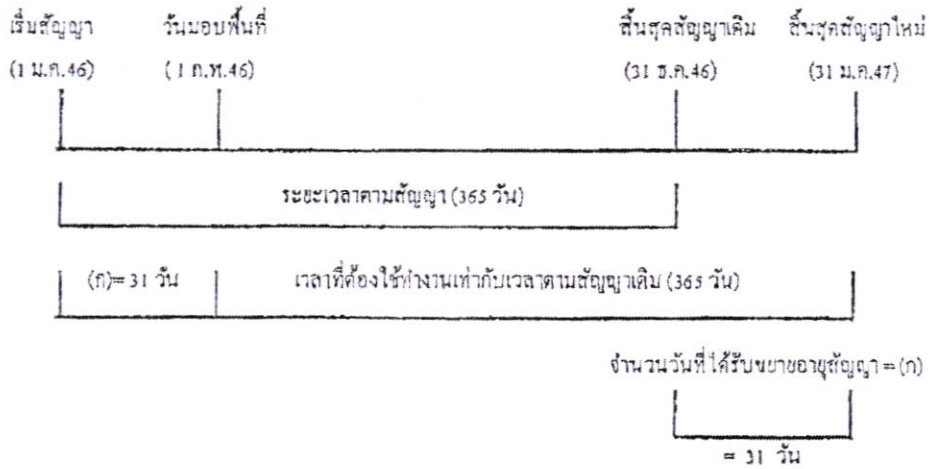 เริ่มสัญญา วันมอบพื้นที่ สิ้นสุดสัญญาเดิม สิ้นสุดสัญญาใหม่
(1 ม.ค.46) (1 ก.พ.46) (31 ธ.ค.46) (31 ม.ค.47)
ระยะเวลาตามสัญญา (365 วัน)
(ก)= 31 วัน เวลาที่ต้องใช้ทำงานเท่ากับเวลาตามสัญญาเดิม (365 วัน)
จำนวนวันที่ได้รับขยายอายุสัญญา = (ก)
= 31 วัน